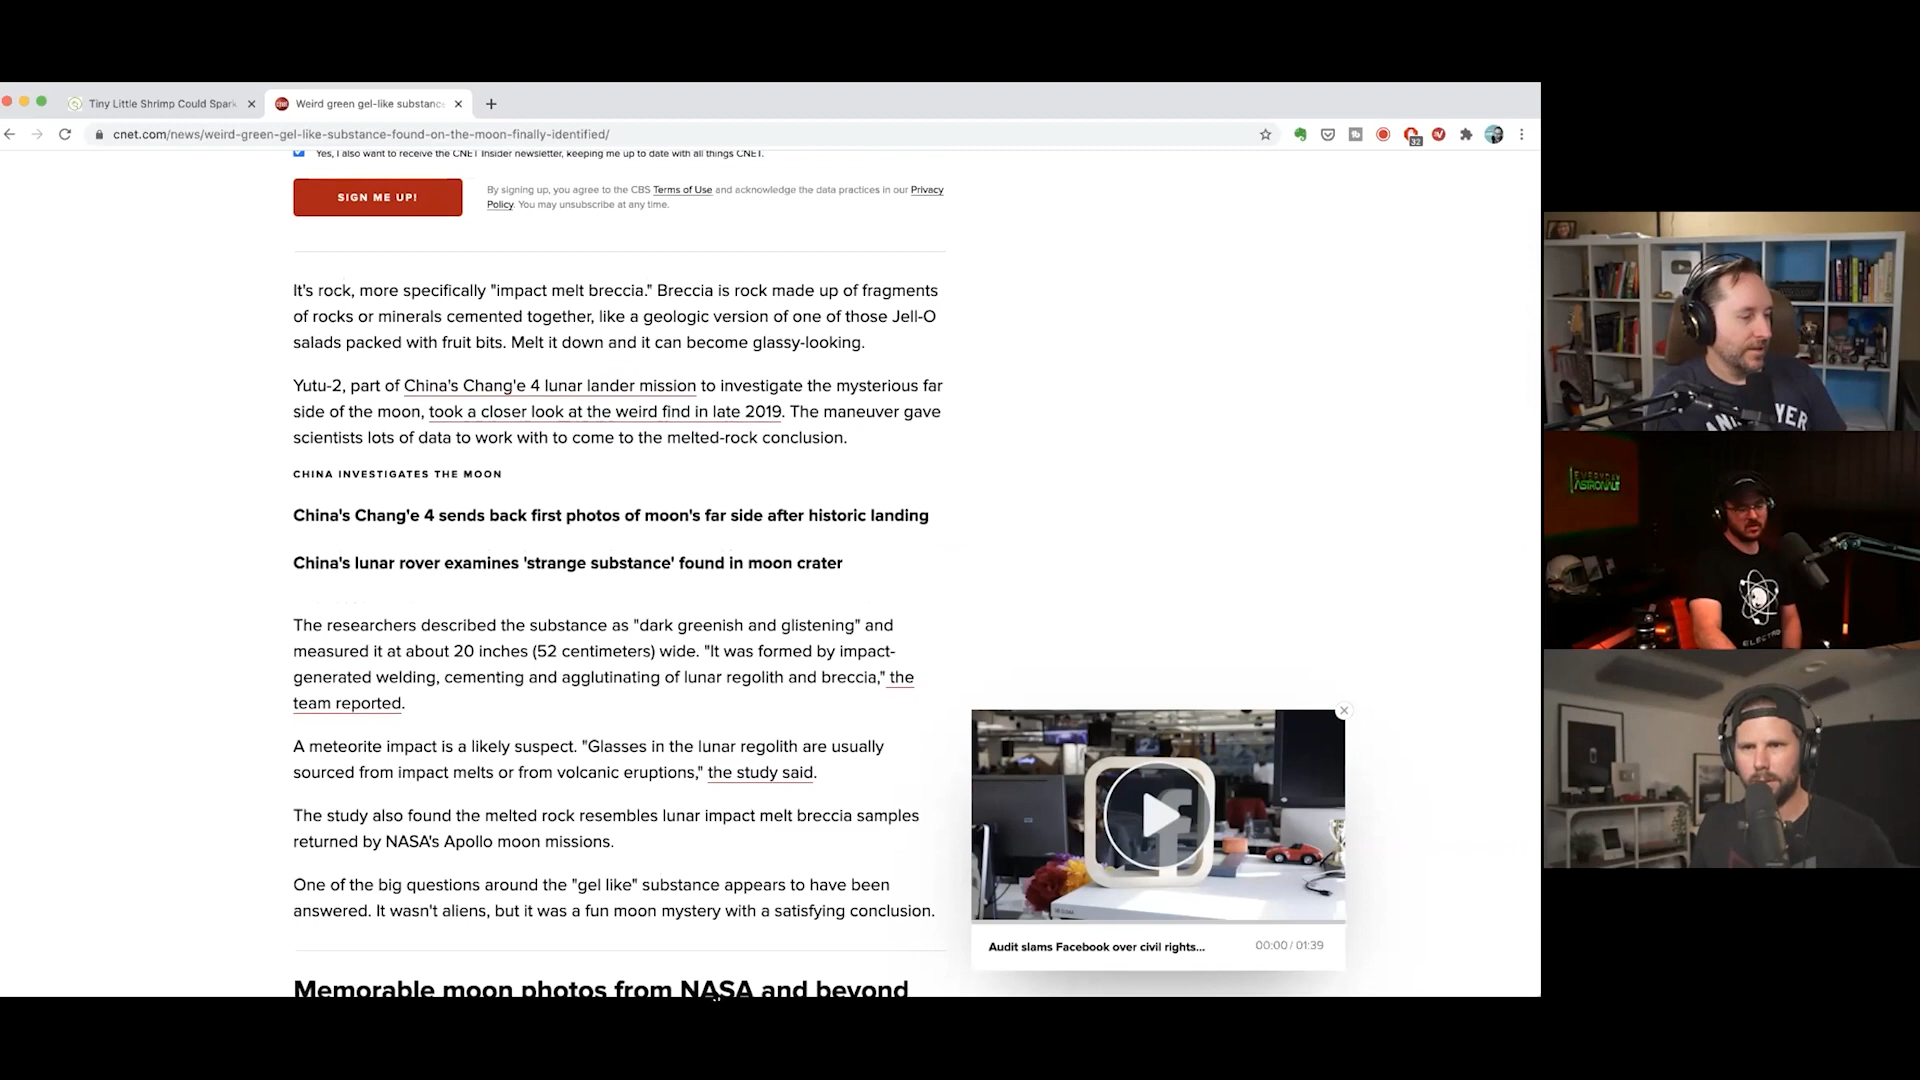 Tiny Little Shrimp Could Spark
Weird green gel-like substance
cnet.com/news/weird-green-gel-like-substance-found-on-the-moon-finally-identified/
32
Yes, I also want to receive the CNET Insider newsletter, keeping me up to date with all things CNET.
SIGN ME UP!
By signing up, you agree to the CBS Terms of Use and acknowledge the data practices in our Privacy
Policy. You may unsubscribe at any time.
It's rock, more specifically "impact melt breccia." Breccia is rock made up of fragments
of rocks or minerals cemented together, like a geologic version of one of those Jell-O
salads packed with fruit bits. Melt it down and it can become glassy-looking.
Yutu-2, part of China's Chang'e 4 lunar lander mission to investigate the mysterious far
side of the moon, took a closer look at the weird find in late 2019. The maneuver gave
scientists lots of data to work with to come to the melted-rock conclusion.
CHINA INVESTIGATES THE MOON
China's Chang'e 4 sends back first photos of moon's far side after historic landing
China's lunar rover examines 'strange substance' found in moon crater
The researchers described the substance as "dark greenish and glistening" and
measured it at about 20 inches (52 centimeters) wide. "It was formed by impact-
generated welding, cementing and agglutinating of lunar regolith and breccia," the
team reported.
A meteorite impact is a likely suspect. "Glasses in the lunar regolith are usually
sourced from impact melts or from volcanic eruptions," the study said.
The study also found the melted rock resembles lunar impact melt breccia samples
returned by NASA's Apollo moon missions.
One of the big questions around the "gel like" substance appears to have been
answered. It wasn't aliens, but it was a fun moon mystery with a satisfying conclusion.
Memorable moon photos from NASA and beyond
Audit slams Facebook over civil rights...
00:00 / 01:39
EVERYDAY
ASTRONAUT
ELECTRO